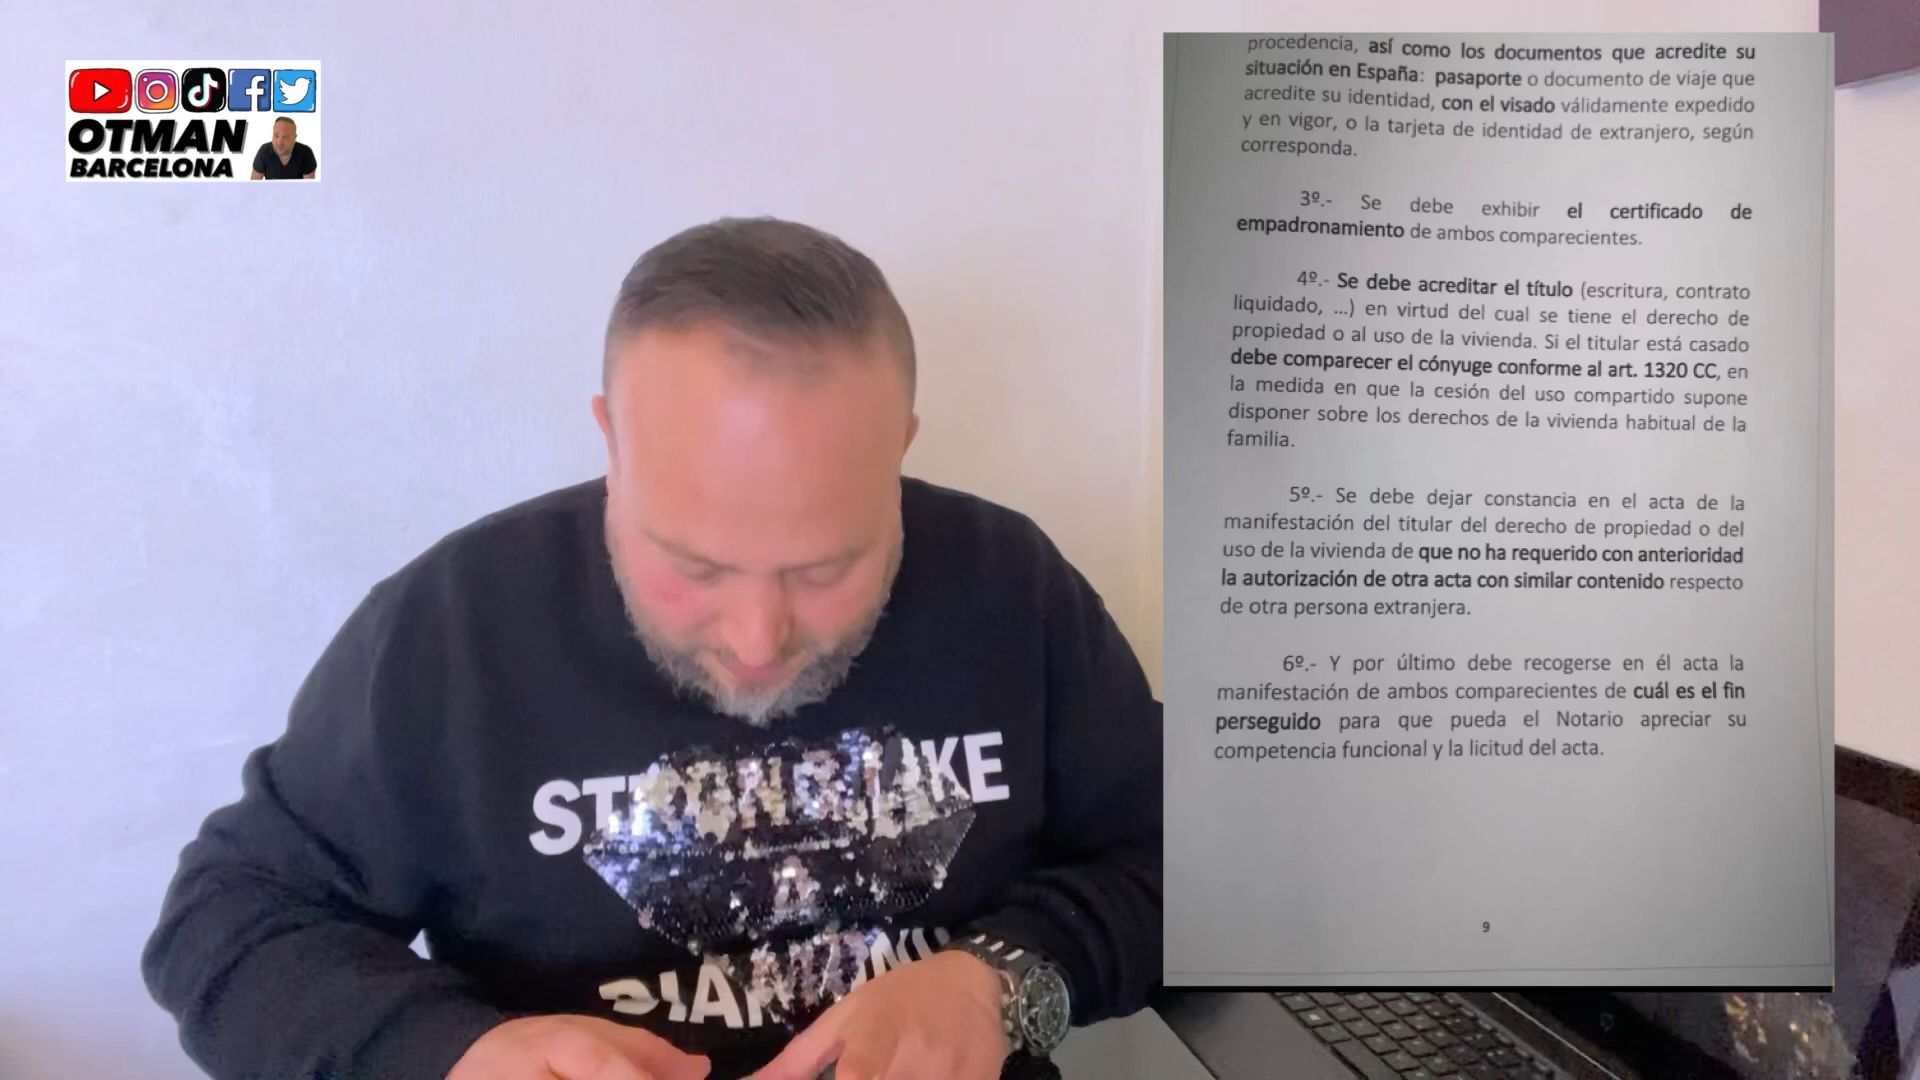 OTMAN
BARCELONA
procedencia, así como los documentos que acredite su
situación en España: pasaporte o documento de viaje que
acredite su identidad, con el visado válidamente expedido
y en vigor, o la tarjeta de identidad de extranjero, según
corresponda.
3º.- Se debe exhibir el certificado de
empadronamiento de ambos comparecientes.
4º.- Se debe acreditar el título (escritura, contrato
liquidado, ...) en virtud del cual se tiene el derecho de
propiedad o al uso de la vivienda. Si el titular está casado
debe comparecer el cónyuge conforme al art. 1320 CC, en
la medida en que la cesión del uso compartido supone
disponer sobre los derechos de la vivienda habitual de la
familia.
5º.- Se debe dejar constancia en el acta de la
manifestación del titular del derecho de propiedad o del
uso de la vivienda de que no ha requerido con anterioridad
la autorización de otra acta con similar contenido respecto
de otra persona extranjera.
6º.- Y por último debe recogerse en él acta la
manifestación de ambos comparecientes de cuál es el fin
perseguido para que pueda el Notario apreciar su
competencia funcional y la licitud del acta.
9
STRONG LIKE
A
DIAMOND